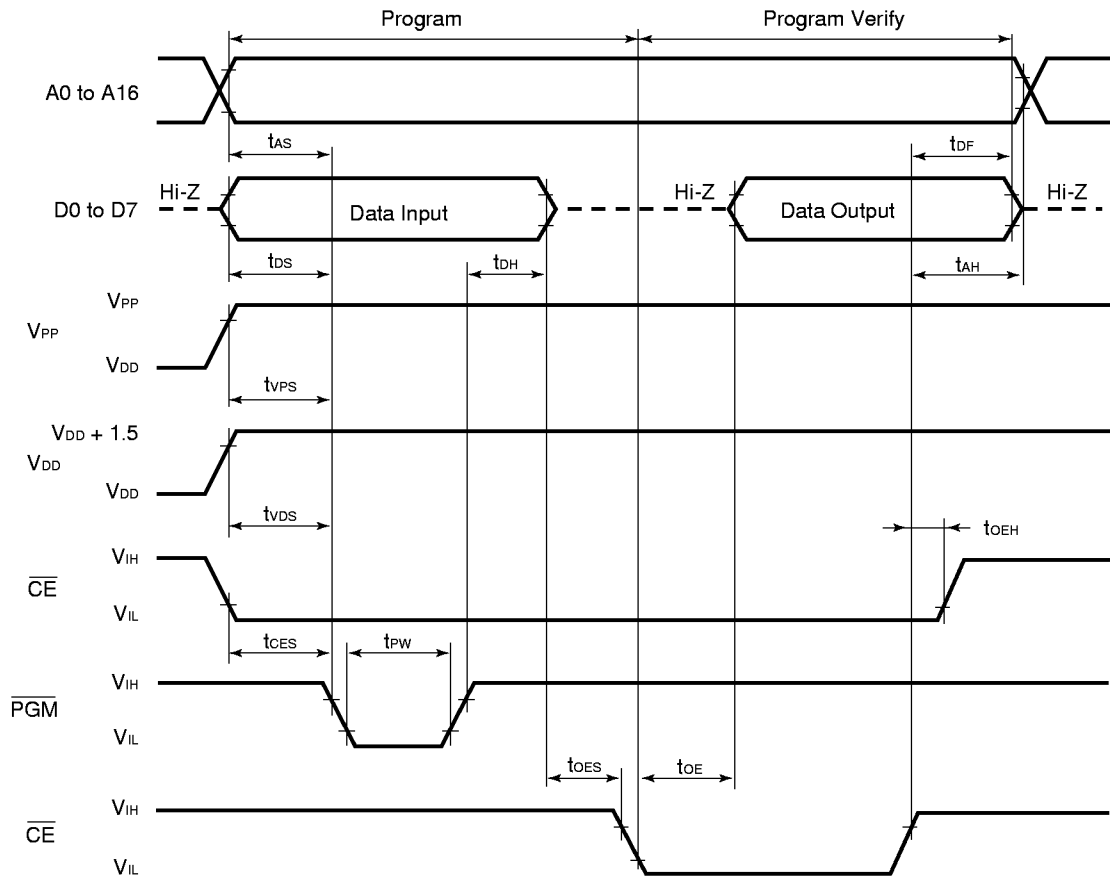 Program Program Verify
A0 to A16
tAS tDF
Hi-Z Hi-Z Hi-Z
D0 to D7 Data Input Data Output
tDS tDH tAH
VPP
VPP
VDD
tVPS
VDD + 1.5
VDD
VDD
tVDS
tOEH
VIH
CE
VIL
tCES tPW
VIH
PGM
VIL
tOES tOE
VIH
CE
VIL